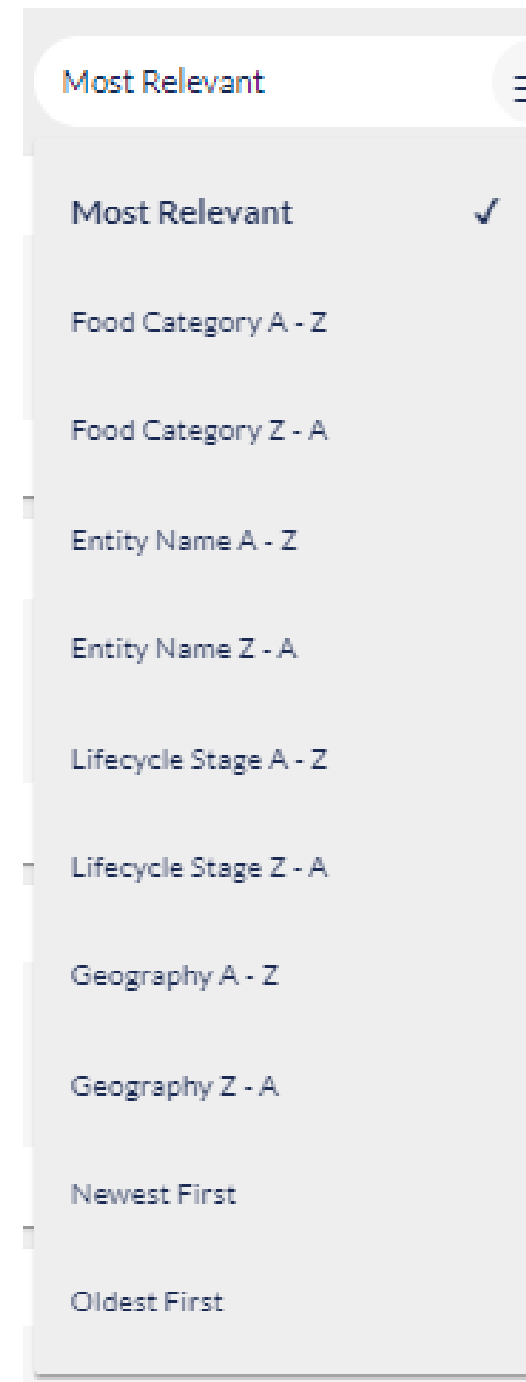 Most Relevant
Most Relevant ✓
Food Category A - Z
Food Category Z - A
Entity Name A - Z
Entity Name Z - A
Lifecycle Stage A - Z
Lifecycle Stage Z - A
Geography A - Z
Geography Z - A
Newest First
Oldest First